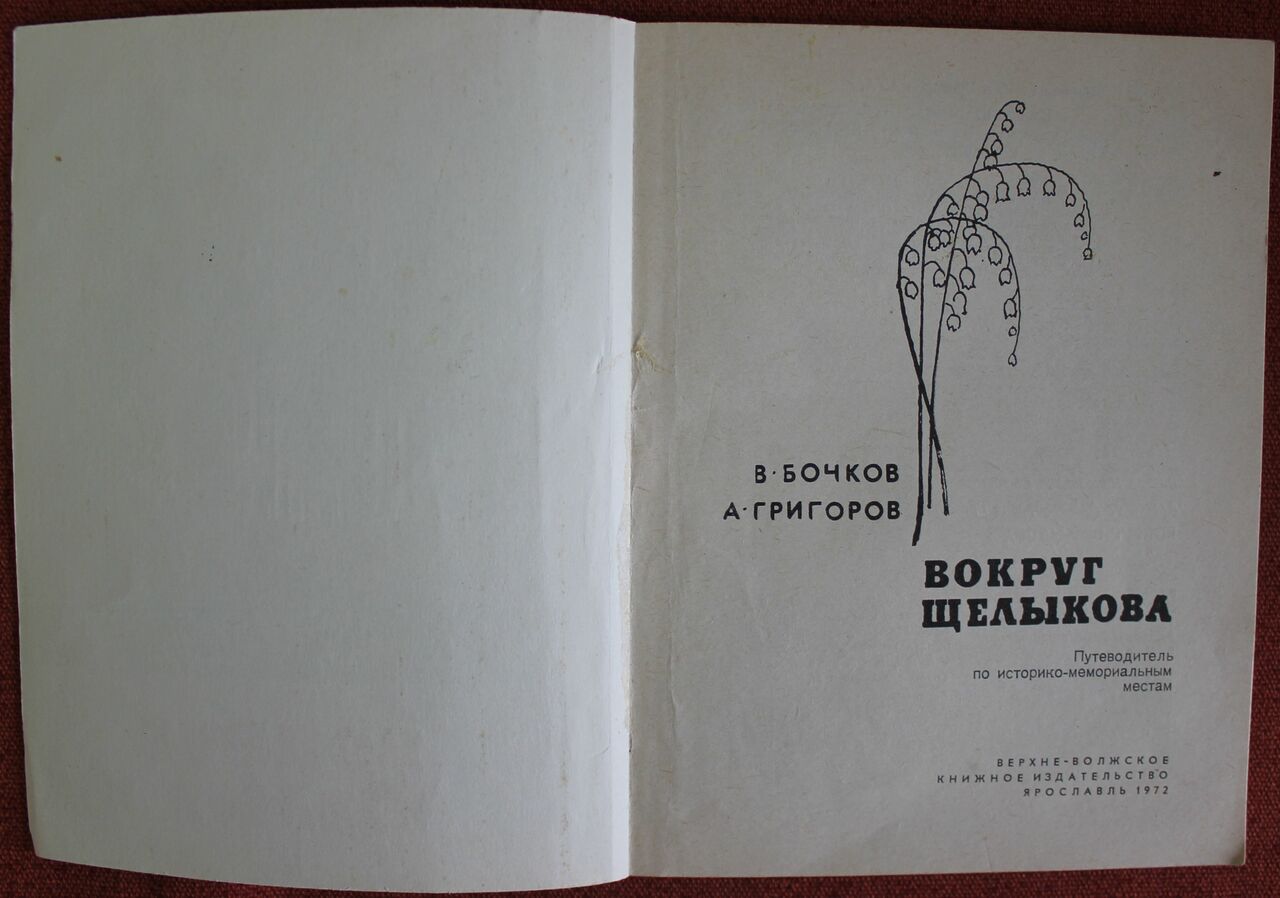 В·БОЧКОВ
А·ГРИГОРОВ
ВОКРУГ
ЩЕЛЫКОВА
Путеводитель
по историко-мемориальным
местам
ВЕРХНЕ-ВОЛЖСКОЕ
КНИЖНОЕ ИЗДАТЕЛЬСТВО
ЯРОСЛАВЛЬ 1972